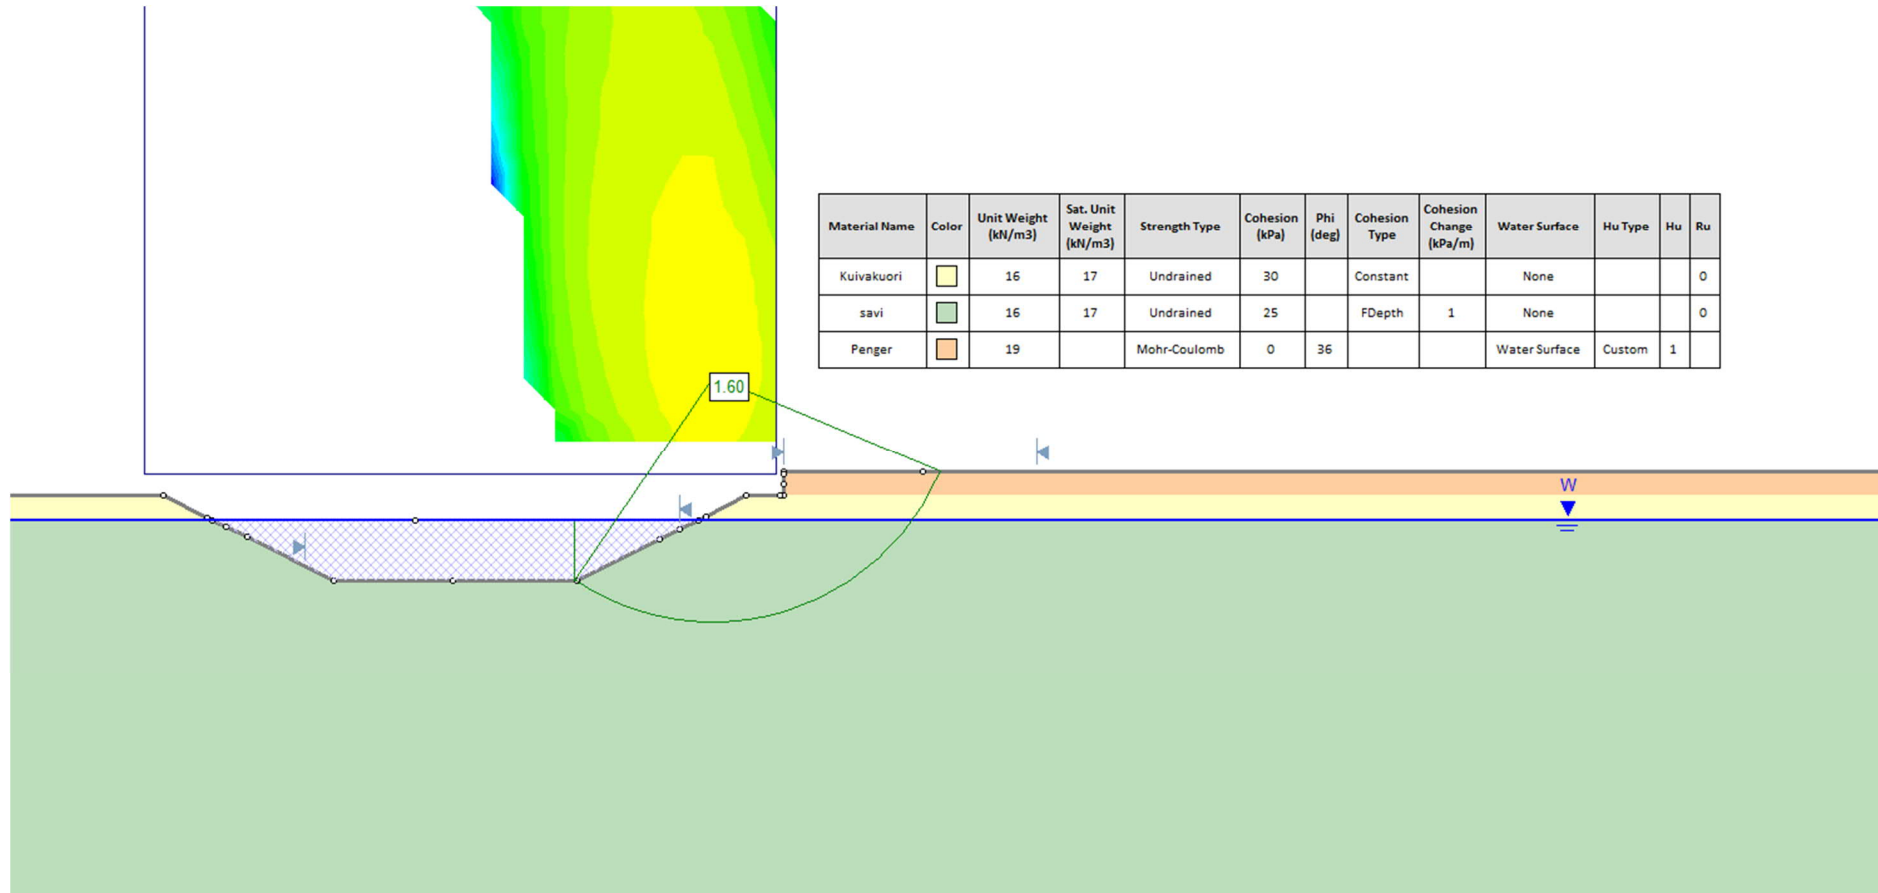 Material Name Color Unit Weight (kN/m3) Sat. Unit Weight (kN/m3) Strength Type Cohesion (kPa) Phi (deg) Cohesion Type Cohesion Change (kPa/m) Water Surface Hu Type Hu Ru
Kuivakuori 16 17 Undrained 30 Constant None 0
savi 16 17 Undrained 25 FDepth 1 None 0
Penger 19 Mohr-Coulomb 0 36 Water Surface Custom 1
1.60
W